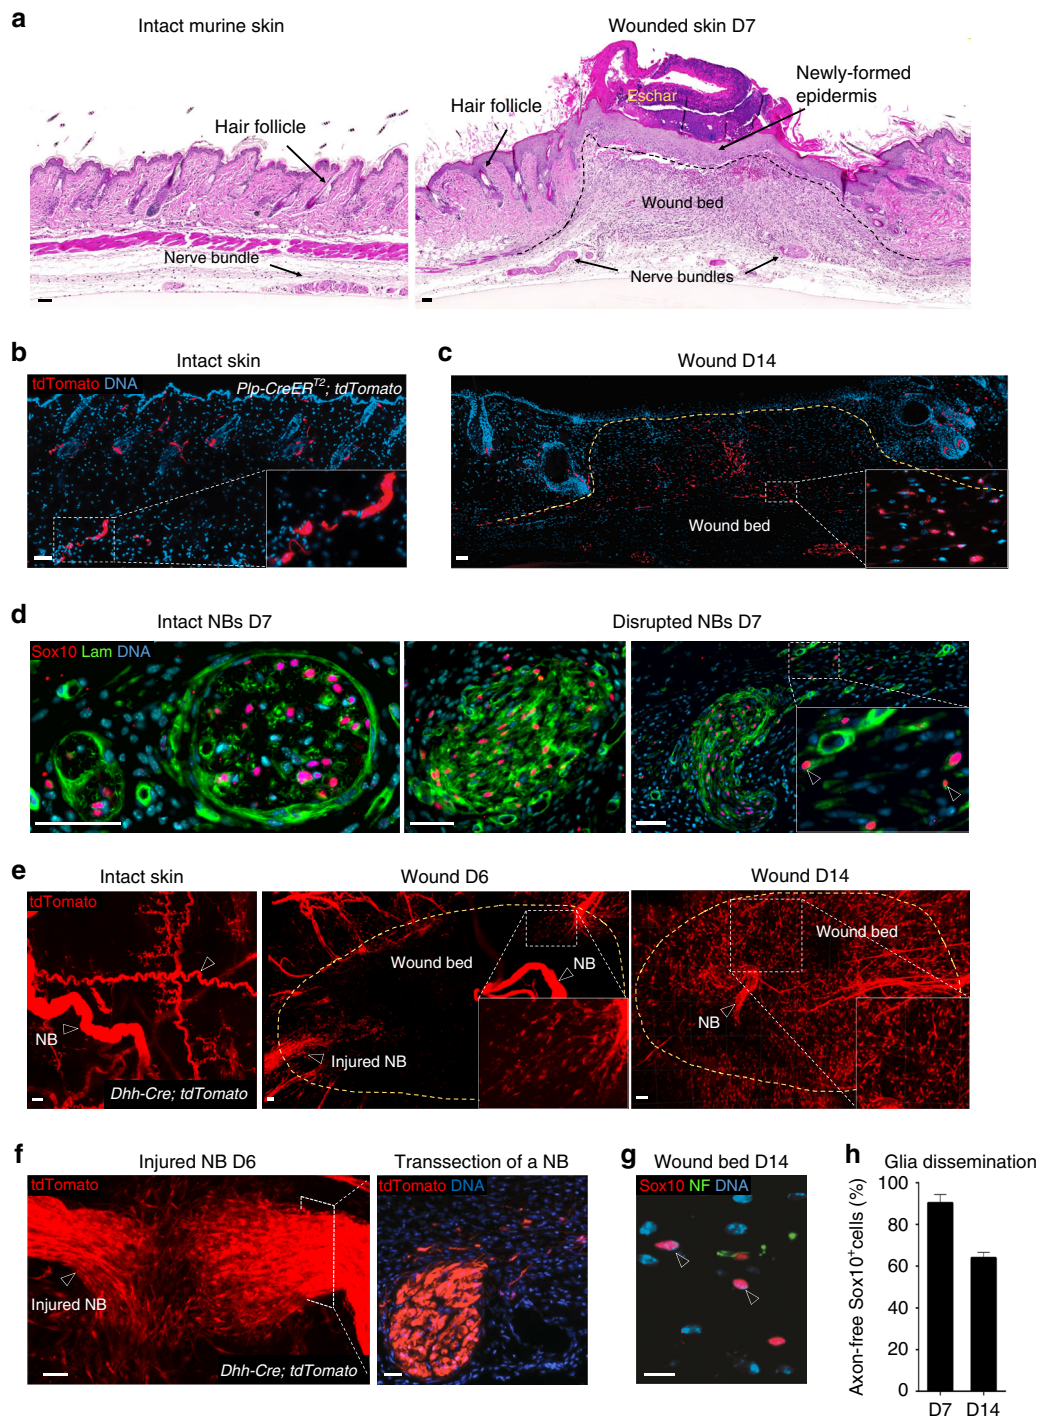 a
Intact murine skin
Wounded skin D7
Hair follicle
Nerve bundle
Hair follicle
Eschar
Newly-formed
epidermis
Wound bed
Nerve bundles
b
Intact skin
tdTomato DNA
Plp-CreER^T2; tdTomato
c
Wound D14
Wound bed
d
Intact NBs D7
Disrupted NBs D7
Sox10 Lam DNA
e
Intact skin
Wound D6
Wound D14
tdTomato
NB
Dhh-Cre; tdTomato
Wound bed
NB
Injured NB
Wound bed
NB
f
Injured NB D6
Transsection of a NB
tdTomato
Injured NB
Dhh-Cre; tdTomato
tdTomato DNA
g
Wound bed D14
Sox10 NF DNA
h
Glia dissemination
Axon-free Sox10⁺cells (%)
100
80
60
40
20
0
D7 D14